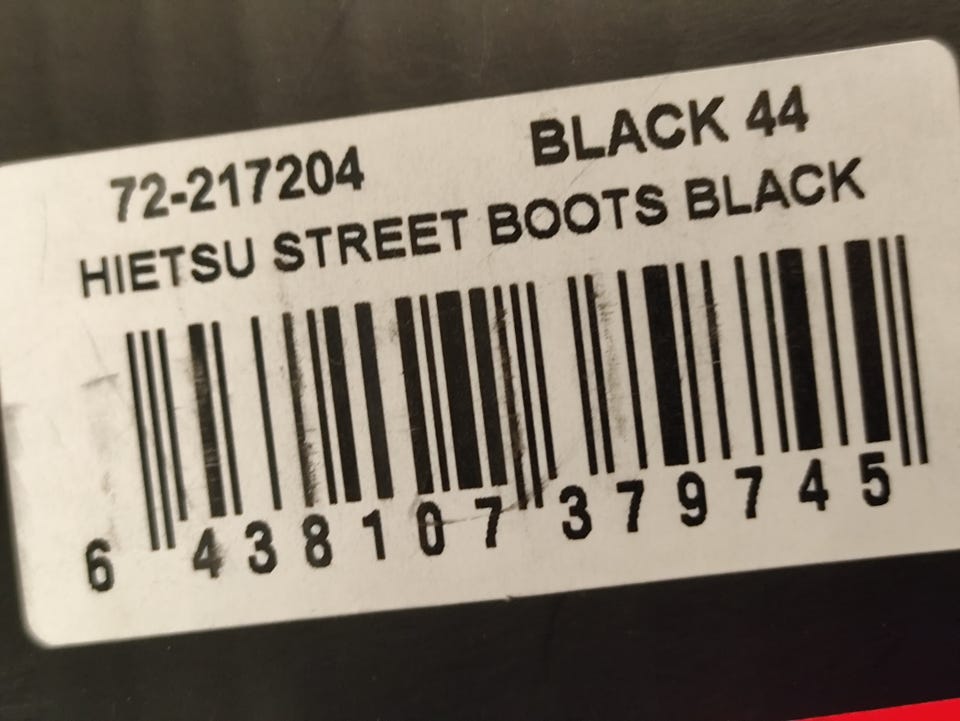 72-217204 BLACK 44
HIETSU STREET BOOTS BLACK
6 438107 379745